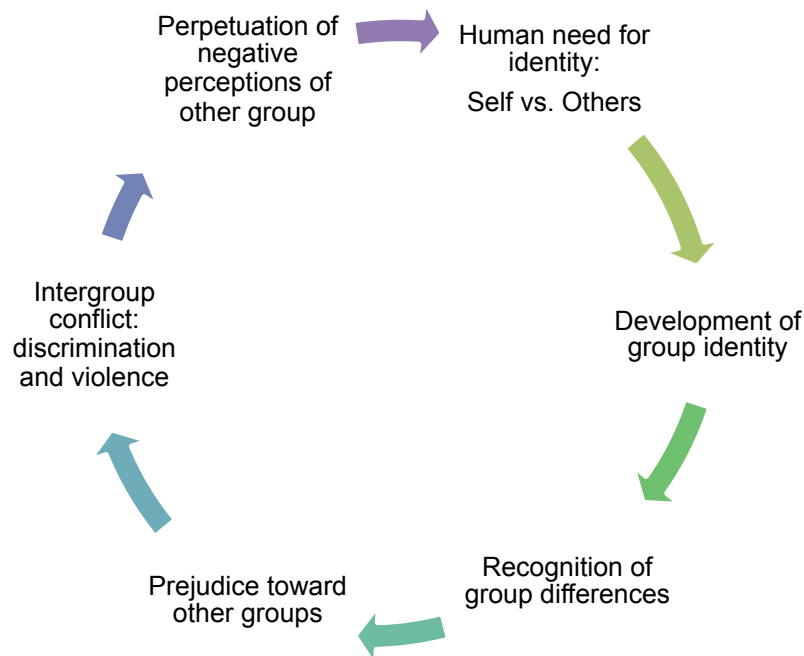 Perpetuation of
negative
perceptions of
other group
Human need for
identity:
Self vs. Others
Development of
group identity
Recognition of
group differences
Prejudice toward
other groups
Intergroup
conflict:
discrimination
and violence